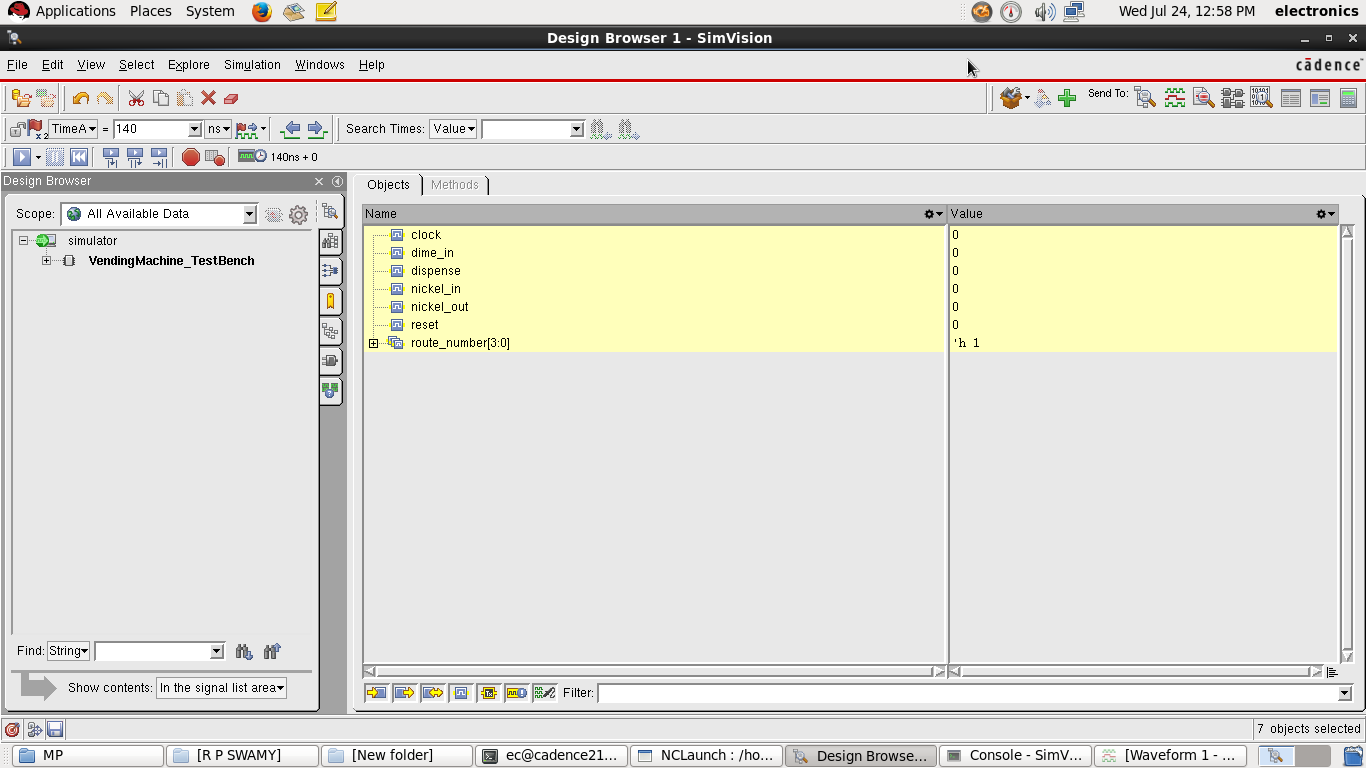 Applications Places System Wed Jul 24, 12:58 PM electronics
Design Browser 1 - SimVision
File Edit View Select Explore Simulation Windows Help cādence
Send To:
TimeA = 140 ns Search Times: Value
140ns + 0
Design Browser
Objects Methods
Scope: All Available Data
Name Value
simulator
VendingMachine_TestBench
clock 0
dime_in 0
dispense 0
nickel_in 0
nickel_out 0
reset 0
route_number[3:0] 'h 1
Find: String
Show contents: In the signal list area
Filter:
7 objects selected
MP [R P SWAMY] [New folder] ec@cadence21... NCLaunch : /ho... Design Browse... Console - SimV... [Waveform 1 - ...